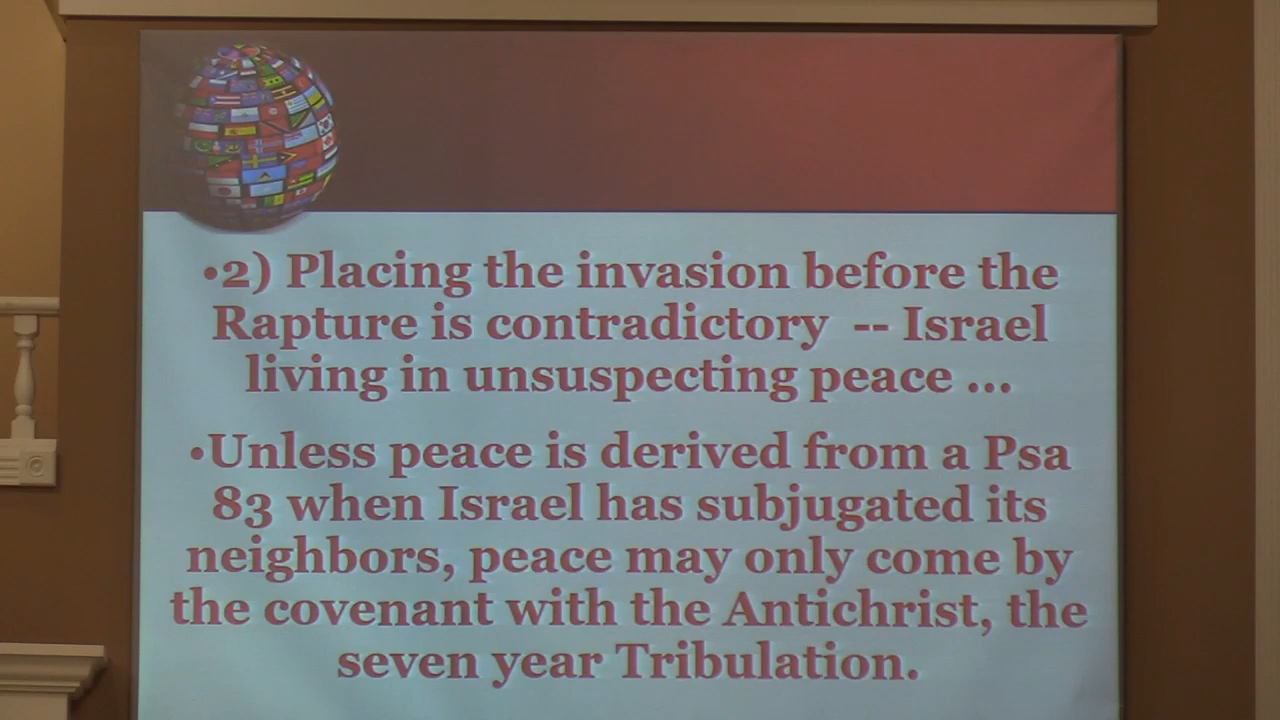 •2) Placing the invasion before the
Rapture is contradictory -- Israel
living in unsuspecting peace ...
•Unless peace is derived from a Psa
83 when Israel has subjugated its
neighbors, peace may only come by
the covenant with the Antichrist, the
seven year Tribulation.